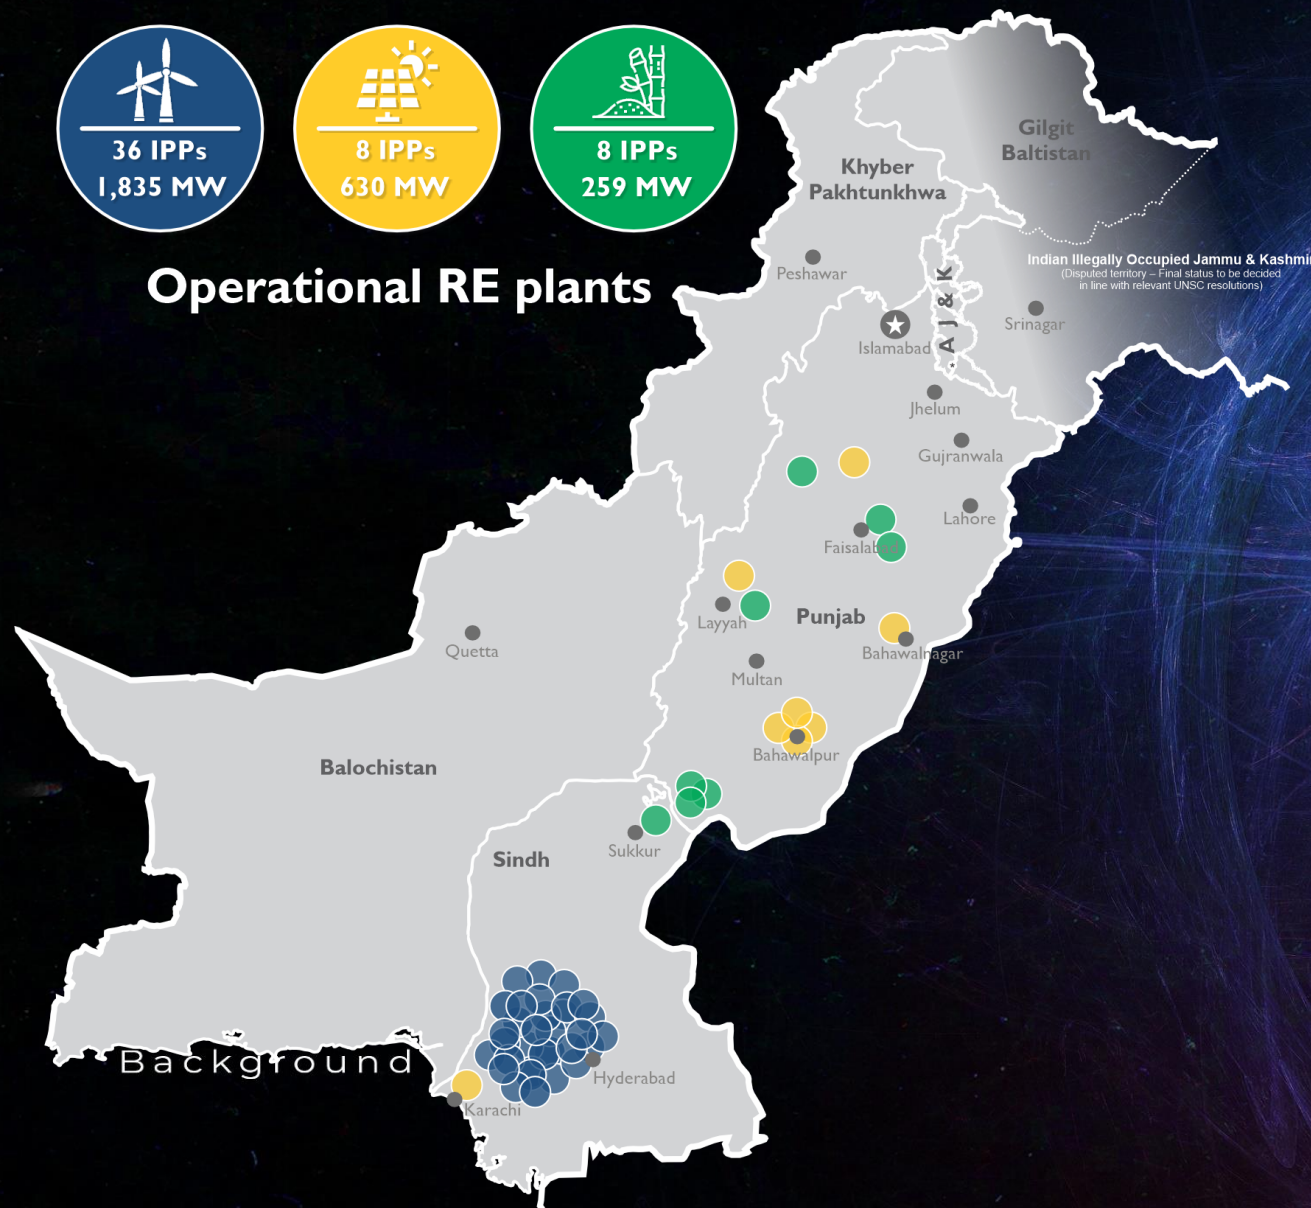 36 IPPs
1,835 MW
8 IPPs
630 MW
8 IPPs
259 MW
Operational RE plants
Gilgit
Baltistan
Khyber
Pakhtunkhwa
Peshawar
Indian Illegally Occupied Jammu & Kashmir
(Disputed territory – Final status to be decided
in line with relevant UNSC resolutions)
A J & K
Srinagar
Islamabad
Jhelum
Gujranwala
Lahore
Faisalabad
Layyah
Punjab
Quetta
Bahawalnagar
Multan
Bahawalpur
Balochistan
Sukkur
Sindh
Background
Hyderabad
Karachi